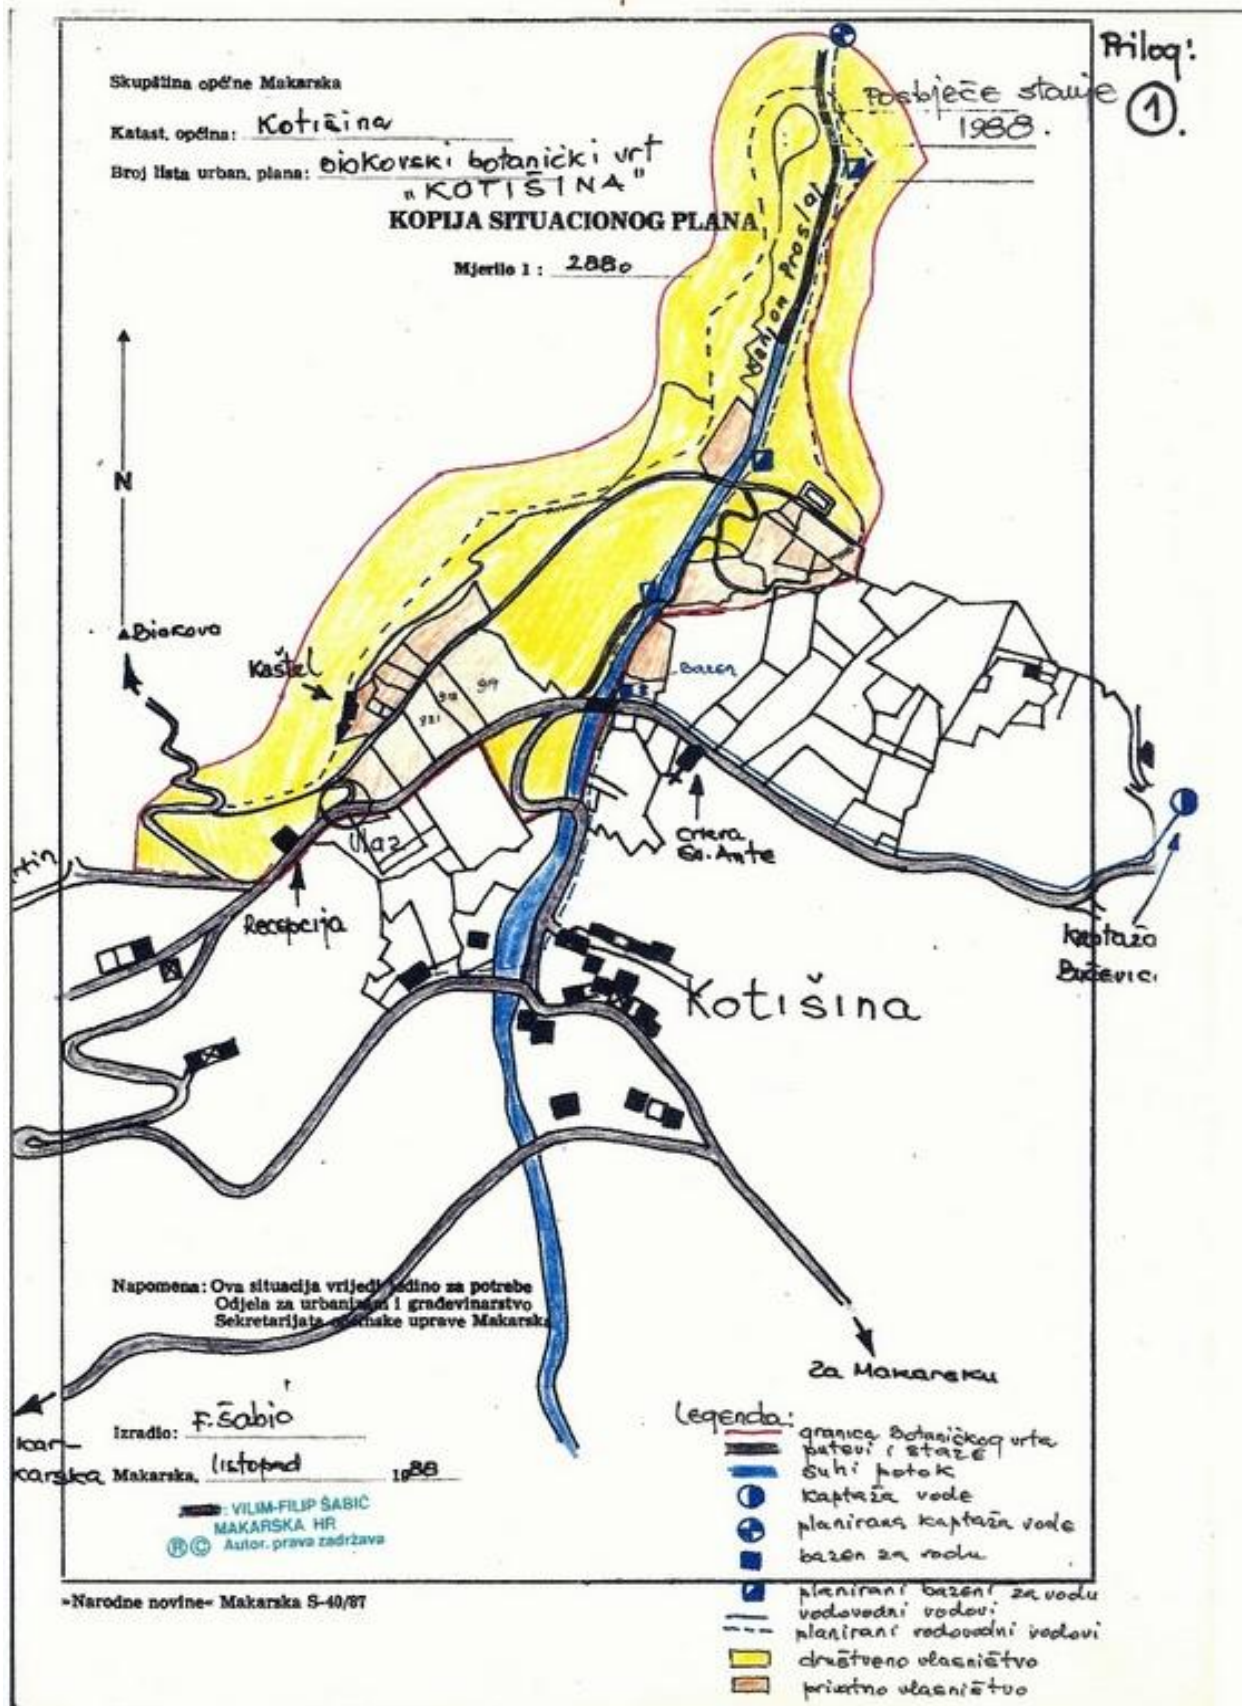 Prilog:
1.
Skupština općine Makarska
Katast. općina: Kotišina
Broj lista urban. plana: Biokovski botanički vrt
"KOTIŠINA"
stanje
1988.
KOPIJA SITUACIONOG PLANA
Mjerilo 1 : 2880
Kanjon Proslap
N
Biokovo
Kaštel
Bazen
919
921
Ulaz
Crkva
Sv. Ante
Recepcija
Kaptaža
Kotišina
Napomena: Ova situacija vrijedi jedino za potrebe
Odjela za urbanizam i građevinarstvo
Sekretarijata općinske uprave Makarska
Za Makarsku
Izradio: F. Šabić
Makarska, listopad 1988
: VILIM-FILIP ŠABIĆ
MAKARSKA HR
®© Autor. prava zadržava
»Narodne novine« Makarska S-40/87
Legenda:
granica Botaničkog vrta
putevi i staze
suhi potok
kaptaža vode
planirana kaptaža vode
bazen za vodu
planirani bazeni za vodu
vodovodni vodovi
planirani vodovodni vodovi
društveno vlasništvo
privatno vlasništvo